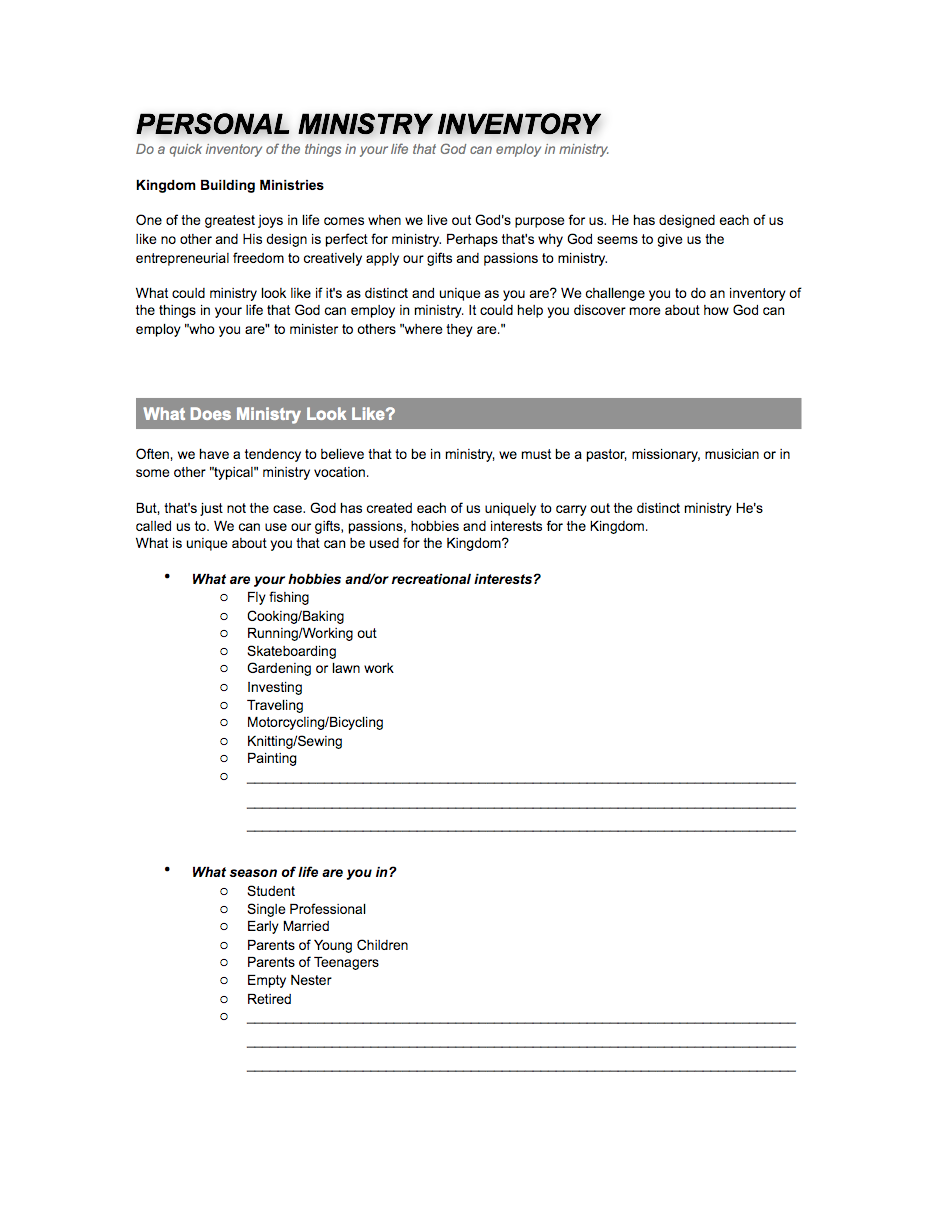 PERSONAL MINISTRY INVENTORY
Do a quick inventory of the things in your life that God can employ in ministry.
Kingdom Building Ministries
One of the greatest joys in life comes when we live out God's purpose for us. He has designed each of us
like no other and His design is perfect for ministry. Perhaps that's why God seems to give us the
entrepreneurial freedom to creatively apply our gifts and passions to ministry.
What could ministry look like if it's as distinct and unique as you are? We challenge you to do an inventory of
the things in your life that God can employ in ministry. It could help you discover more about how God can
employ "who you are" to minister to others "where they are."
What Does Ministry Look Like?
Often, we have a tendency to believe that to be in ministry, we must be a pastor, missionary, musician or in
some other "typical" ministry vocation.
But, that's just not the case. God has created each of us uniquely to carry out the distinct ministry He's
called us to. We can use our gifts, passions, hobbies and interests for the Kingdom.
What is unique about you that can be used for the Kingdom?
• What are your hobbies and/or recreational interests?
o Fly fishing
o Cooking/Baking
o Running/Working out
o Skateboarding
o Gardening or lawn work
o Investing
o Traveling
o Motorcycling/Bicycling
o Knitting/Sewing
o Painting
• What season of life are you in?
o Student
o Single Professional
o Early Married
o Parents of Young Children
o Parents of Teenagers
o Empty Nester
o Retired